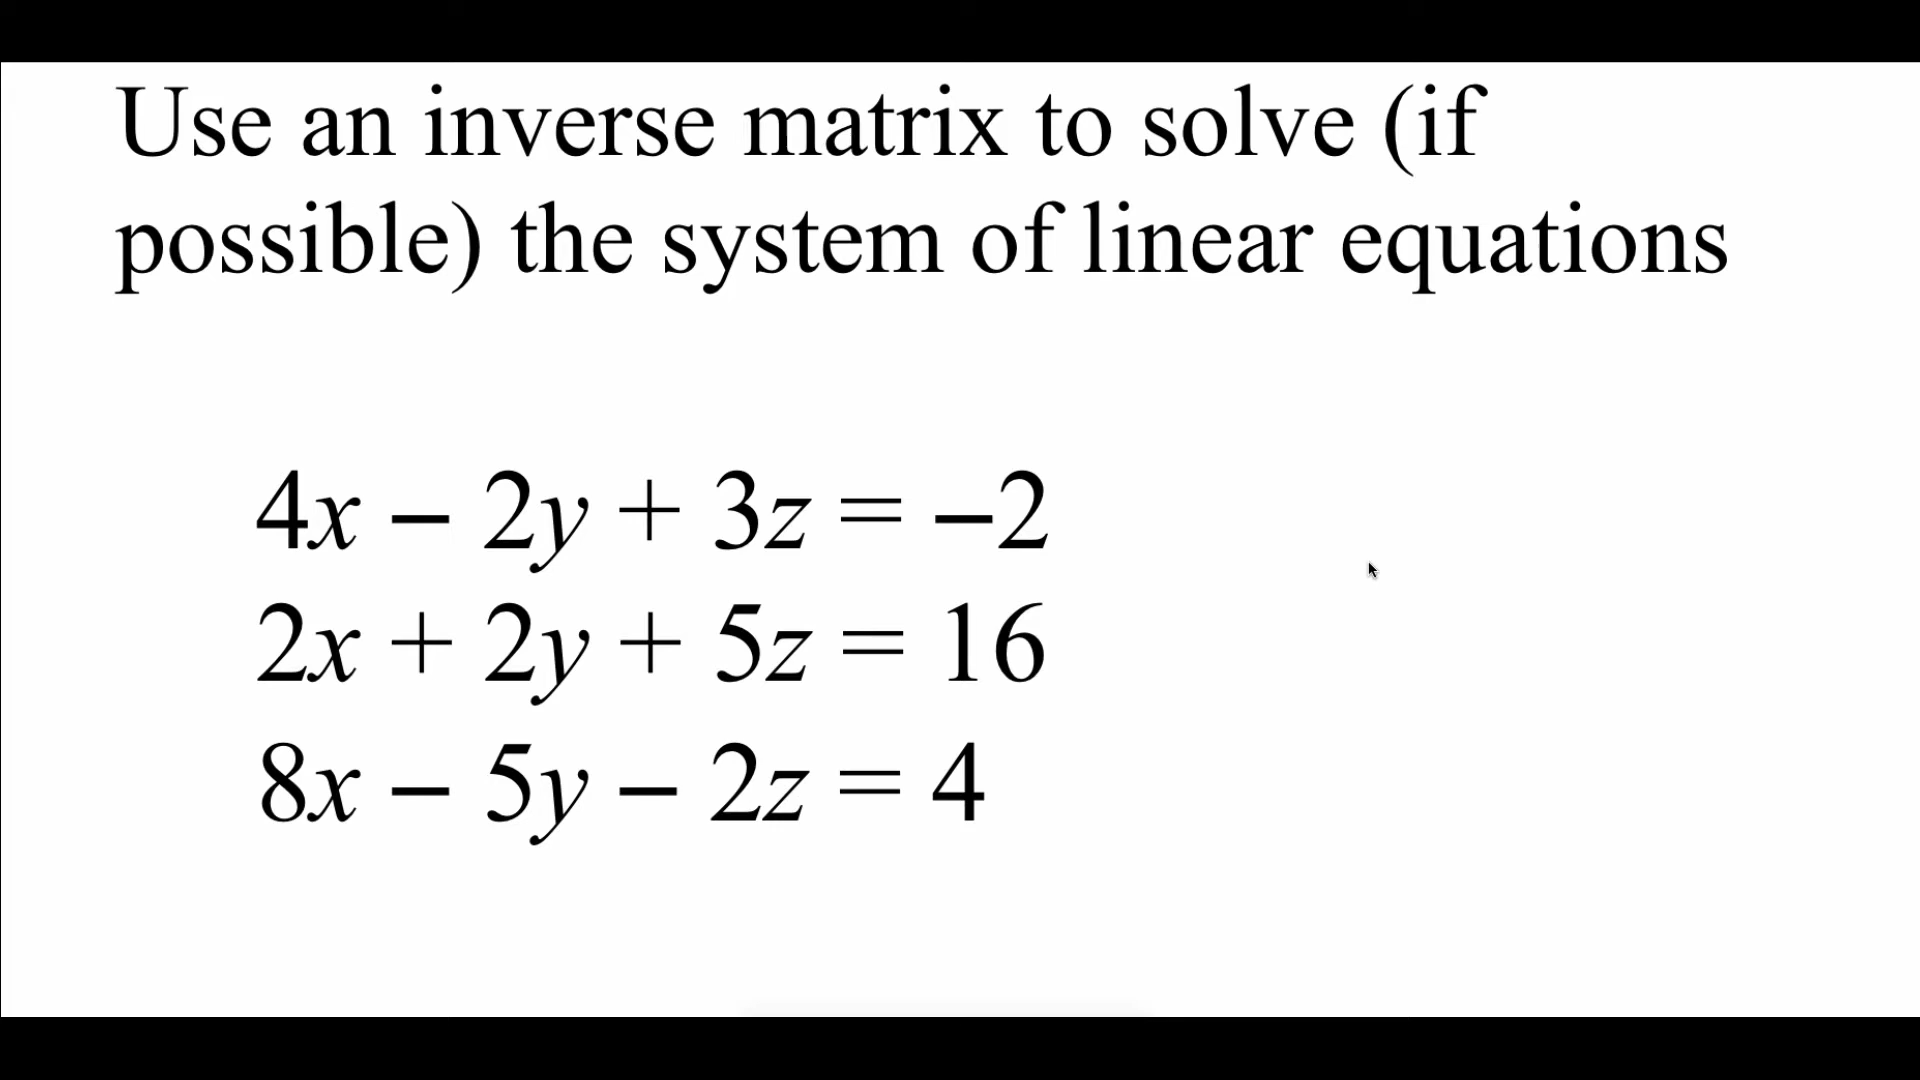 Use an inverse matrix to solve (if
possible) the system of linear equations
4x − 2y + 3z = −2
2x + 2y + 5z = 16
8x − 5y − 2z = 4